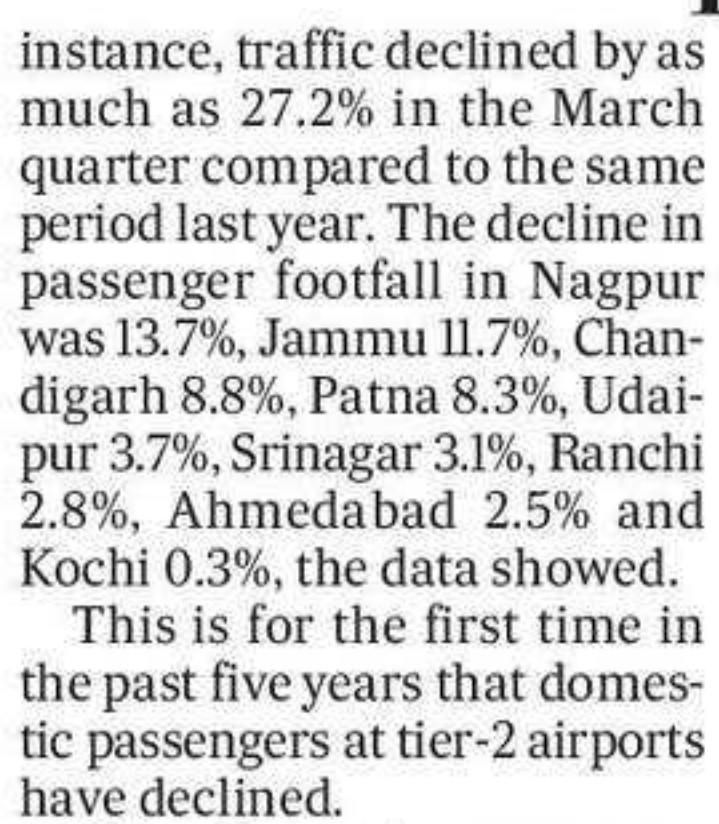 instance, traffic declined by as
much as 27.2% in the March
quarter compared to the same
period last year. The decline in
passenger footfall in Nagpur
was 13.7%, Jammu 11.7%, Chan-
digarh 8.8%, Patna 8.3%, Udai-
pur 3.7%, Srinagar 3.1%, Ranchi
2.8%, Ahmedabad 2.5% and
Kochi 0.3%, the data showed.
This is for the first time in
the past five years that domes-
tic passengers at tier-2 airports
have declined.